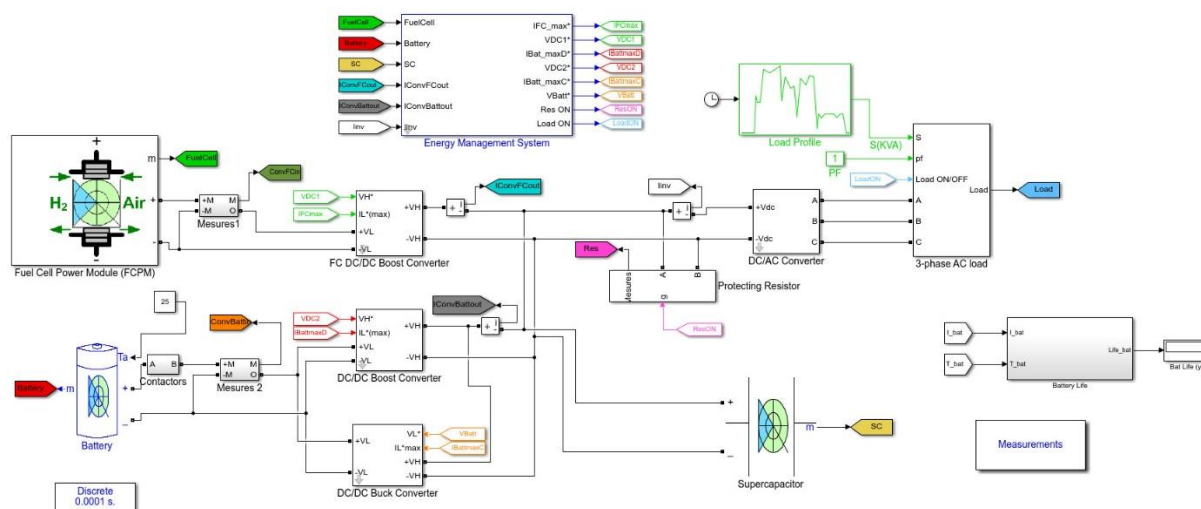 FuelCell
Battery
SC
IConvFCout
IConvBattout
Iinv
FuelCell
Battery
SC
IConvFCout
IConvBattout
Iinv
IFC_max*
VDC1*
IBat_maxD*
VDC2*
IBatt_maxC*
VBatt*
Res ON
Load ON
IFCmax
VDC1
IBattmaxD
VDC2
IBattmaxC
VBatt
ResON
LoadON
Energy Management System
Load Profile
S(KVA)
1
PF
LoadON
S
pf
Load ON/OFF
A
B
C
Load
Load
3-phase AC load
+
m
H2
Air
+
-
Fuel Cell Power Module (FCPM)
FuelCell
ConvFCin
+M
-M
M
O
Mesures1
VDC1
IFCmax
VH*
IL*(max)
+VL
-VL
+VH
-VH
FC DC/DC Boost Converter
IConvFCout
+
-
i
Iinv
+
-
i
+Vdc
-Vdc
A
B
C
DC/AC Converter
Res
Mesures
A
B
g
Protecting Resistor
ResON
25
ConvBattin
Ta
m
+
_
Battery
Battery
A
B
Contactors
+M
-M
M
O
Mesures 2
VDC2
IBattmaxD
VH*
IL*(max)
+VL
-VL
+VH
-VH
DC/DC Boost Converter
IConvBattout
+
-
i
+VL
-VL
VL*
IL*max
+VH
-VH
VBatt
IBattmaxC
DC/DC Buck Converter
+
_
m
SC
Supercapacitor
I_bat
T_bat
I_bat
T_bat
Life_bat
Battery Life
Bat Life (y
Measurements
Discrete
0.0001 s.